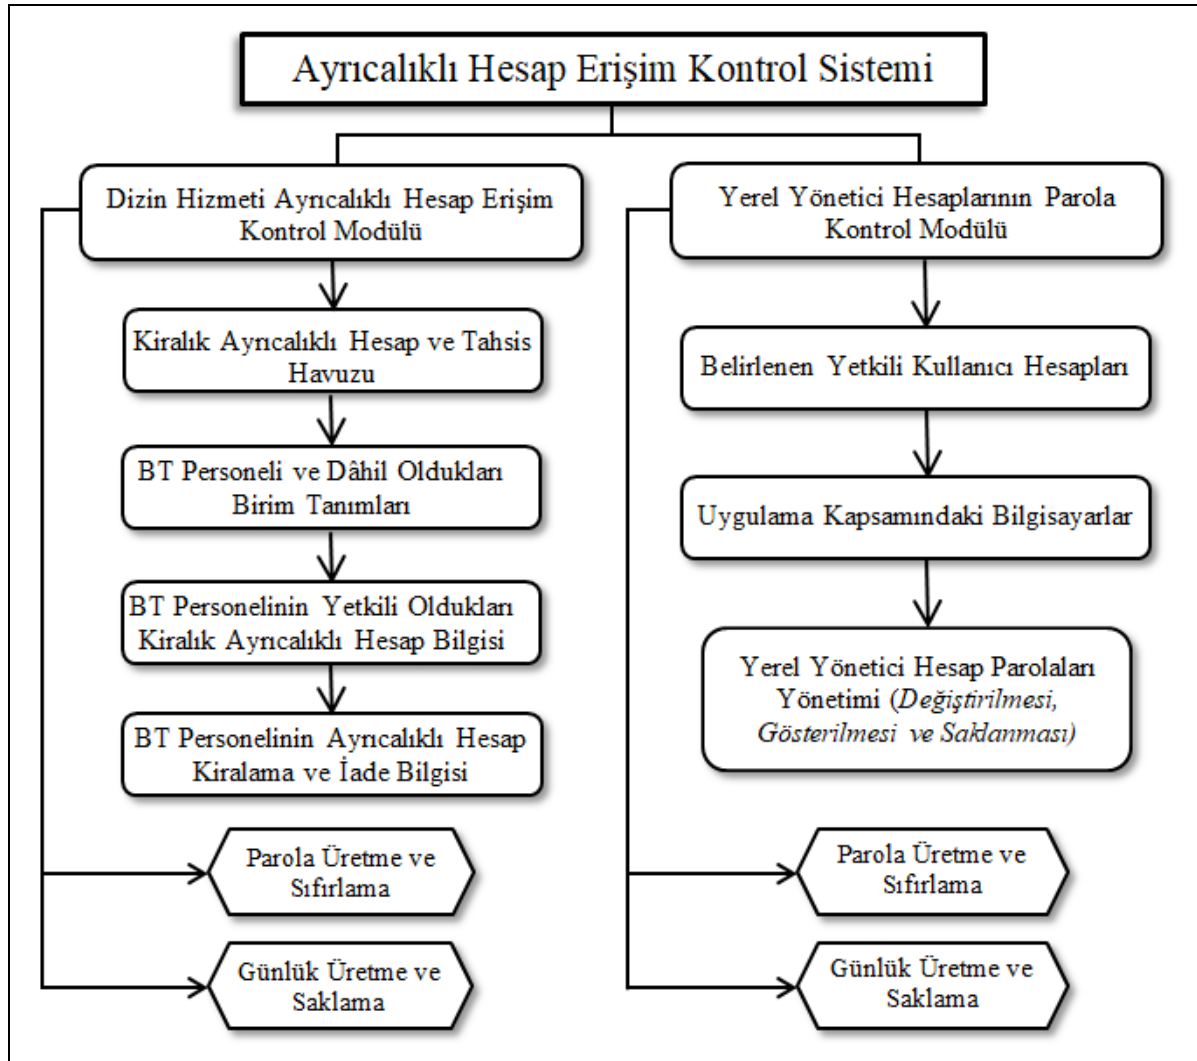 Ayrıcalıklı Hesap Erişim Kontrol Sistemi
Dizin Hizmeti Ayrıcalıklı Hesap Erişim
Kontrol Modülü
Kiralık Ayrıcalıklı Hesap ve Tahsis
Havuzu
BT Personeli ve Dâhil Oldukları
Birim Tanımları
BT Personelinin Yetkili Oldukları
Kiralık Ayrıcalıklı Hesap Bilgisi
BT Personelinin Ayrıcalıklı Hesap
Kiralama ve İade Bilgisi
Parola Üretme ve
Sıfırlama
Günlük Üretme ve
Saklama
Yerel Yönetici Hesaplarının Parola
Kontrol Modülü
Belirlenen Yetkili Kullanıcı Hesapları
Uygulama Kapsamındaki Bilgisayarlar
Yerel Yönetici Hesap Parolaları
Yönetimi (Değiştirilmesi,
Gösterilmesi ve Saklanması)
Parola Üretme ve
Sıfırlama
Günlük Üretme ve
Saklama